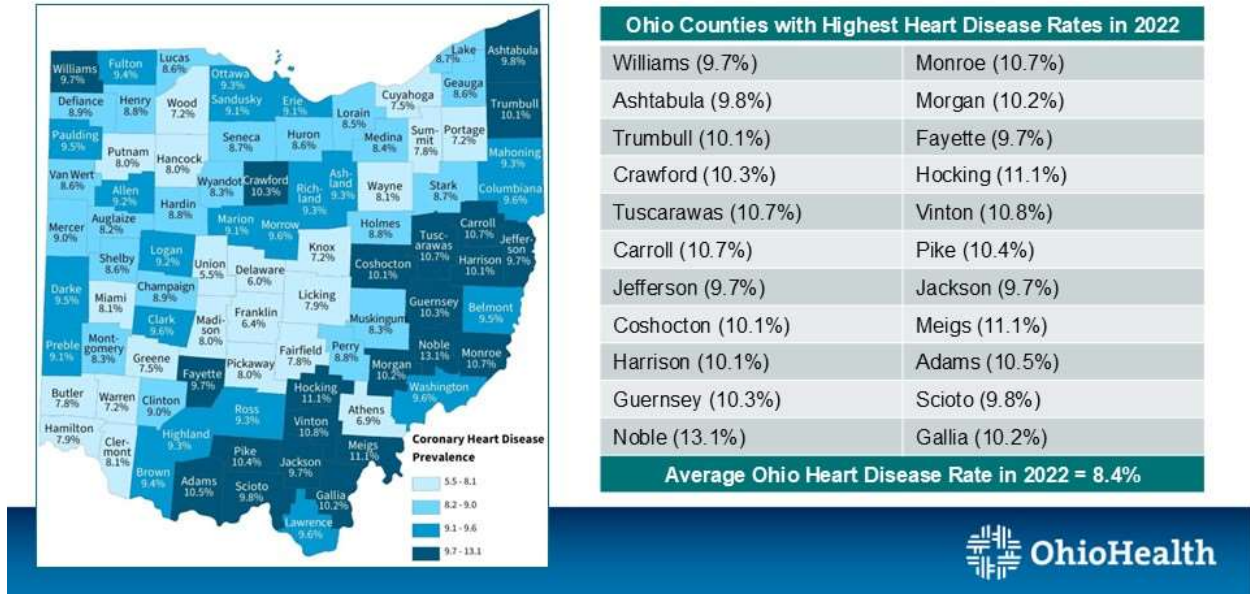 Williams
9.7%
Fulton
9.4%
Lucas
8.6%
Ottawa
9.3%
Lake
8.7%
Ashtabula
9.8%
Geauga
8.6%
Cuyahoga
7.5%
Defiance
8.9%
Henry
8.8%
Wood
7.2%
Sandusky
9.1%
Erie
9.1%
Lorain
8.5%
Trumbull
10.1%
Paulding
9.5%
Putnam
8.0%
Hancock
8.0%
Seneca
8.7%
Huron
8.6%
Medina
8.4%
Sum-
mit
7.8%
Portage
7.2%
Mahoning
9.3%
Van Wert
8.6%
Allen
9.2%
Wyandot
8.3%
Crawford
10.3%
Rich-
land
9.3%
Ash-
land
9.3%
Wayne
8.1%
Stark
8.7%
Columbiana
9.6%
Hardin
8.8%
Mercer
9.0%
Auglaize
8.2%
Marion
9.1%
Morrow
9.6%
Holmes
8.8%
Tusc-
arawas
10.7%
Carroll
10.7%
Jeffer-
son
9.7%
Logan
9.2%
Shelby
8.6%
Union
5.5%
Delaware
6.0%
Knox
7.2%
Coshocton
10.1%
Harrison
10.1%
Darke
9.5%
Miami
8.1%
Champaign
8.9%
Licking
7.9%
Guernsey
10.3%
Belmont
9.5%
Clark
9.6%
Madi-
son
8.0%
Franklin
6.4%
Muskingum
8.3%
Preble
9.1%
Mont-
gomery
8.3%
Greene
7.5%
Pickaway
8.0%
Fairfield
7.8%
Perry
8.8%
Noble
13.1%
Monroe
10.7%
Morgan
10.2%
Fayette
9.7%
Butler
7.8%
Warren
7.2%
Clinton
9.0%
Hocking
11.1%
Athens
6.9%
Washington
9.6%
Ross
9.3%
Vinton
10.8%
Hamilton
7.9%
Cler-
mont
8.1%
Highland
9.3%
Meigs
11.1%
Brown
9.4%
Pike
10.4%
Jackson
9.7%
Adams
10.5%
Scioto
9.8%
Gallia
10.2%
Lawrence
9.6%
Coronary Heart Disease
Prevalence
5.5 - 8.1
8.2 - 9.0
9.1 - 9.6
9.7 - 13.1
Ohio Counties with Highest Heart Disease Rates in 2022
Williams (9.7%) Monroe (10.7%)
Ashtabula (9.8%) Morgan (10.2%)
Trumbull (10.1%) Fayette (9.7%)
Crawford (10.3%) Hocking (11.1%)
Tuscarawas (10.7%) Vinton (10.8%)
Carroll (10.7%) Pike (10.4%)
Jefferson (9.7%) Jackson (9.7%)
Coshocton (10.1%) Meigs (11.1%)
Harrison (10.1%) Adams (10.5%)
Guernsey (10.3%) Scioto (9.8%)
Noble (13.1%) Gallia (10.2%)
Average Ohio Heart Disease Rate in 2022 = 8.4%
OhioHealth